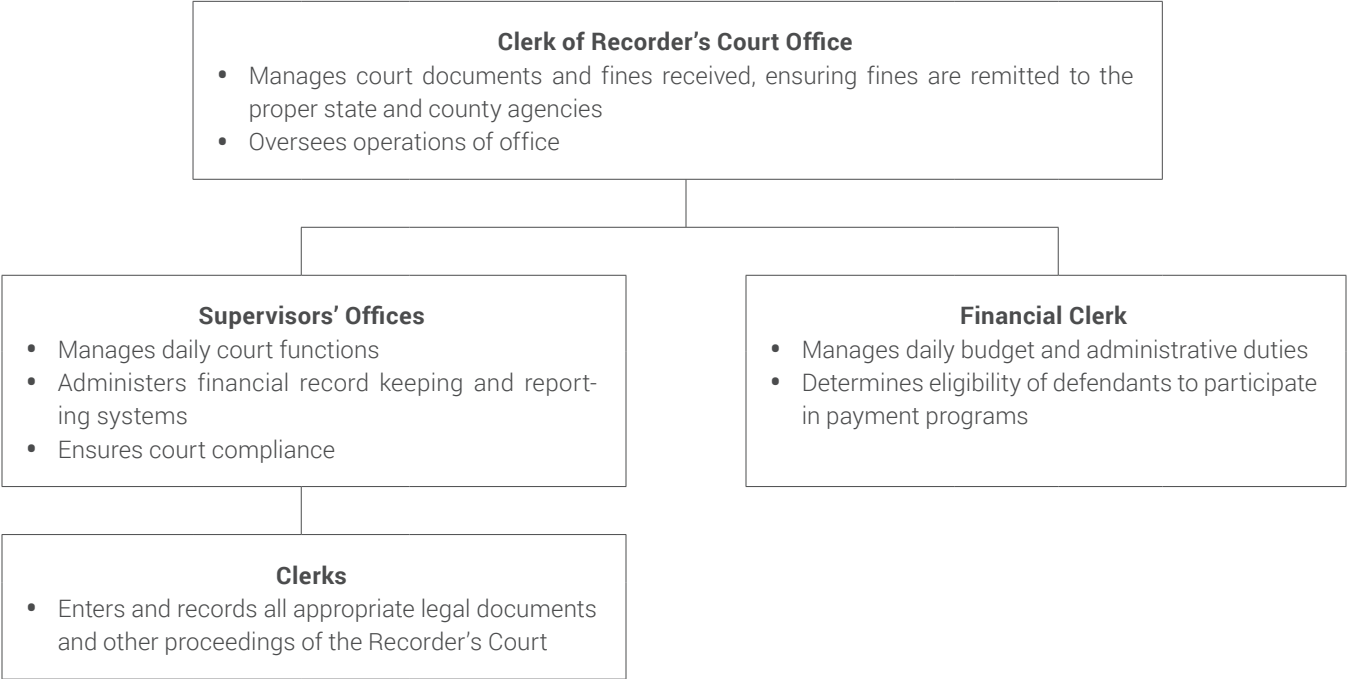 Clerk of Recorder’s Court Office
• Manages court documents and fines received, ensuring fines are remitted to the
proper state and county agencies
• Oversees operations of office
Supervisors’ Offices
• Manages daily court functions
• Administers financial record keeping and report-
ing systems
• Ensures court compliance
Financial Clerk
• Manages daily budget and administrative duties
• Determines eligibility of defendants to participate
in payment programs
Clerks
• Enters and records all appropriate legal documents
and other proceedings of the Recorder’s Court